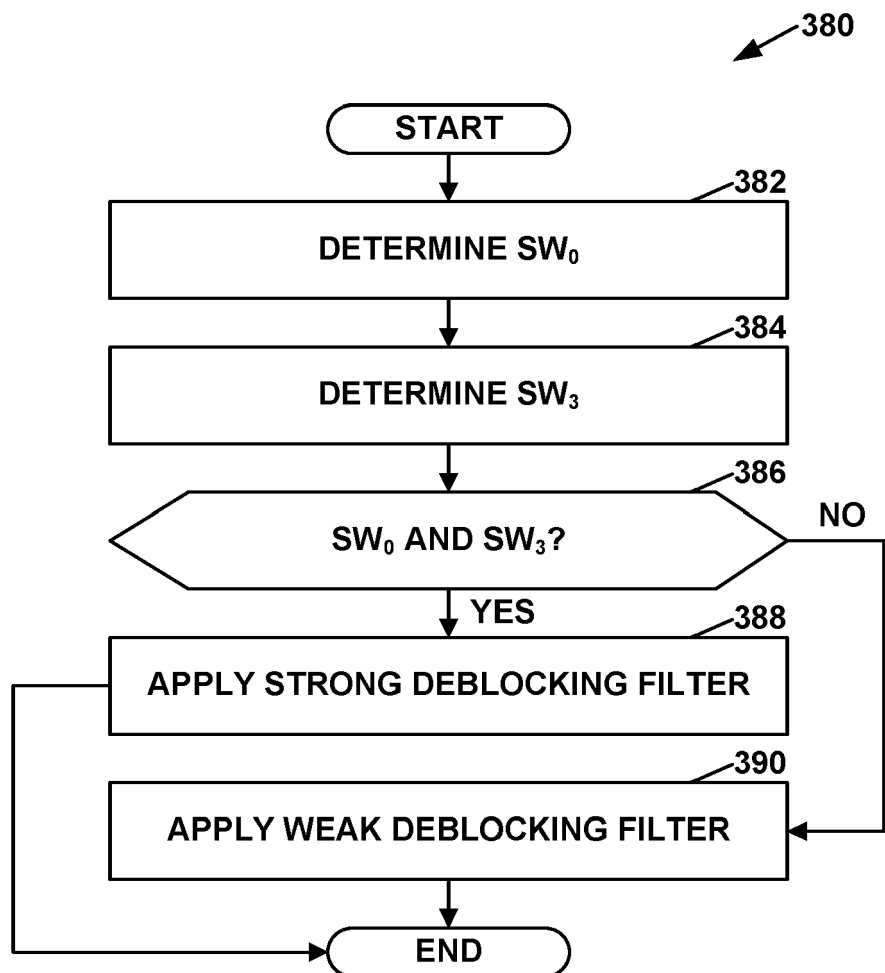 380
START
382
DETERMINE SW₀
384
DETERMINE SW₃
386
SW₀ AND SW₃?
NO
YES
388
APPLY STRONG DEBLOCKING FILTER
390
APPLY WEAK DEBLOCKING FILTER
END